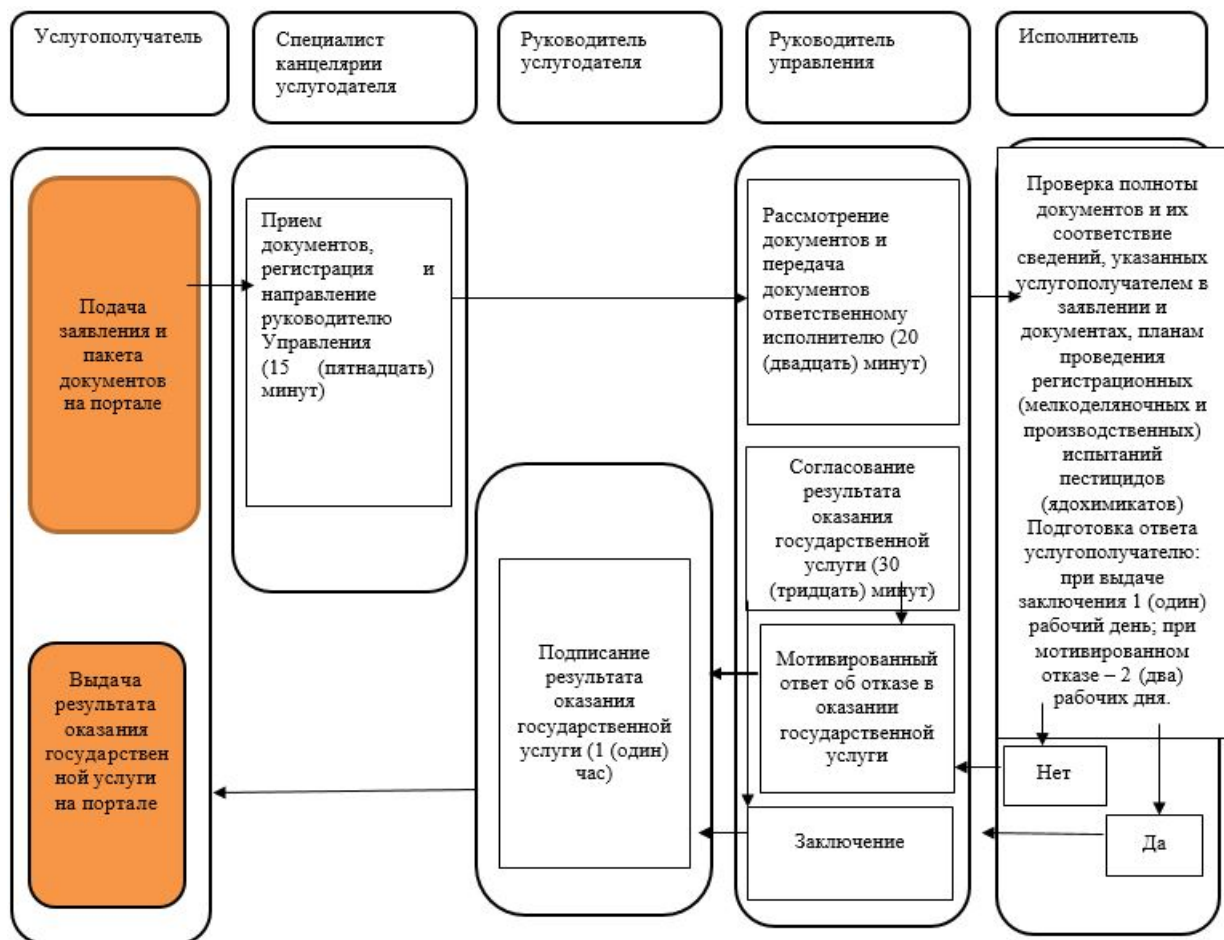 Услугополучатель
Специалист
канцелярии
услугодателя
Руководитель
услугодателя
Руководитель
управления
Исполнитель
Подача
заявления и
пакета
документов
на портале
Прием
документов,
регистрация и
направление
руководителю
Управления
(15 (пятнадцать)
минут)
Рассмотрение
документов и
передача
документов
ответственному
исполнителю (20
(двадцать) минут)
Проверка полноты
документов и их
соответствие
сведений, указанных
услугополучателем в
заявлении и
документах, планам
проведения
регистрационных
(мелкоделяночных и
производственных)
испытаний
пестицидов
(ядохимикатов)
Подготовка ответа
услугополучателю:
при выдаче
заключения 1 (один)
рабочий день; при
мотивированном
отказе – 2 (два)
рабочих дня.
Согласование
результата
оказания
государственной
услуги (30
(тридцать) минут)
Мотивированный
ответ об отказе в
оказании
государственной
услуги
Нет
Подписание
результата
оказания
государственной
услуги (1 (один)
час)
Выдача
результата
оказания
государствен
ной услуги
на портале
Заключение
Да